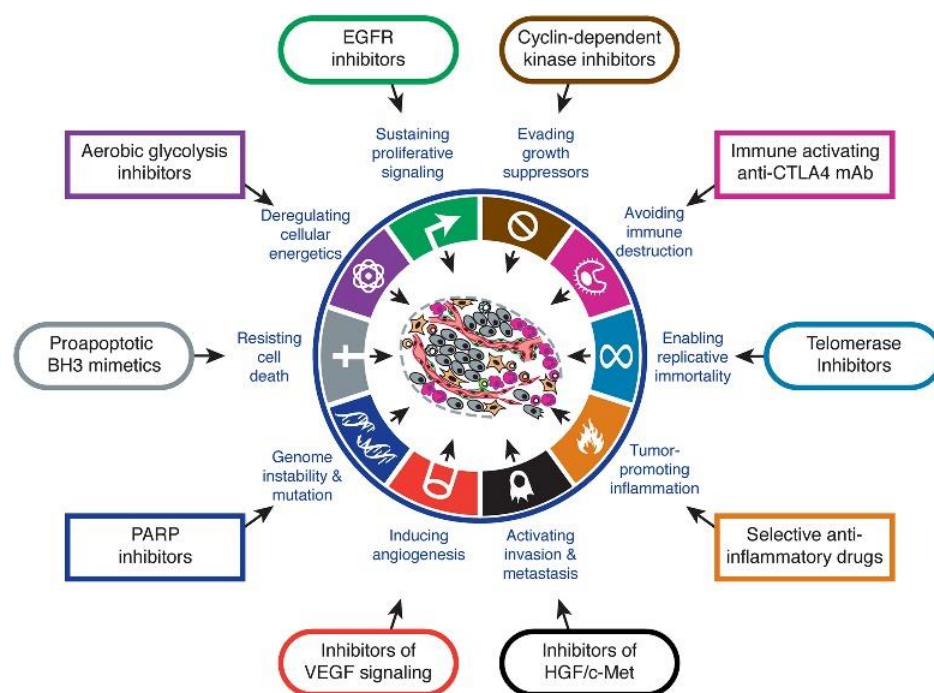 EGFR
inhibitors
Cyclin-dependent
kinase inhibitors
Sustaining
proliferative
signaling
Evading
growth
suppressors
Aerobic glycolysis
inhibitors
Immune activating
anti-CTLA4 mAb
Deregulating
cellular
energetics
Avoiding
immune
destruction
Proapoptotic
BH3 mimetics
Resisting
cell
death
Enabling
replicative
immortality
Telomerase
Inhibitors
Genome
instability &
mutation
Tumor-
promoting
inflammation
PARP
inhibitors
Inducing
angiogenesis
Activating
invasion &
metastasis
Selective anti-
inflammatory drugs
Inhibitors of
VEGF signaling
Inhibitors of
HGF/c-Met